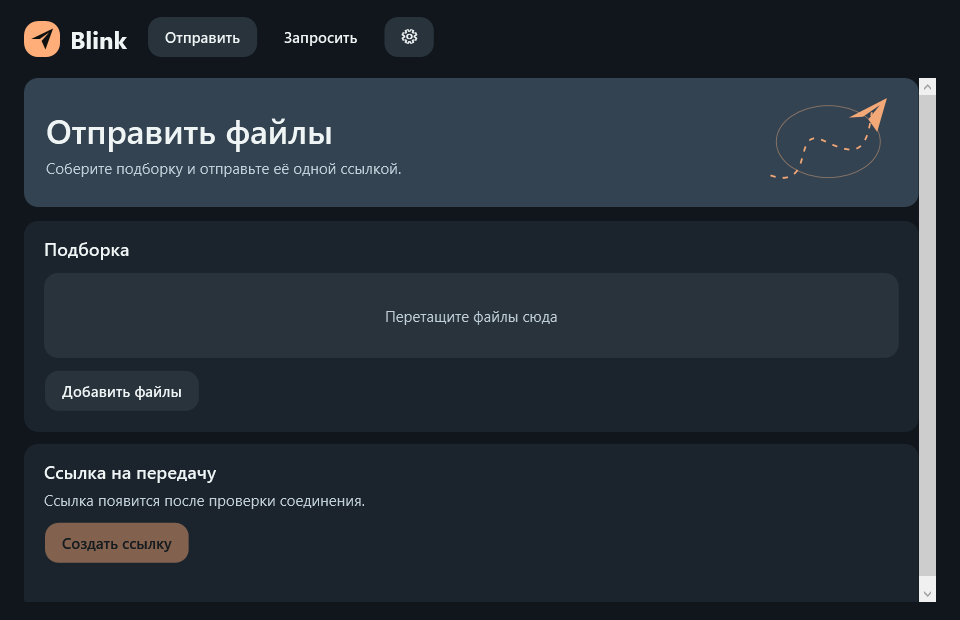 Blink
Отправить
Запросить
Отправить файлы
Соберите подборку и отправьте её одной ссылкой.
Подборка
Перетащите файлы сюда
Добавить файлы
Ссылка на передачу
Ссылка появится после проверки соединения.
Создать ссылку